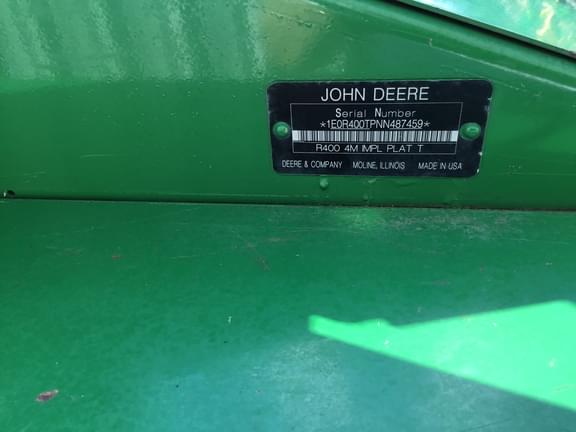 JOHN DEERE
Serial Number
*1E0R400TPNN487459*
R400 4M IMPL PLAT T
DEERE & COMPANY MOLINE, ILLINOIS MADE IN USA